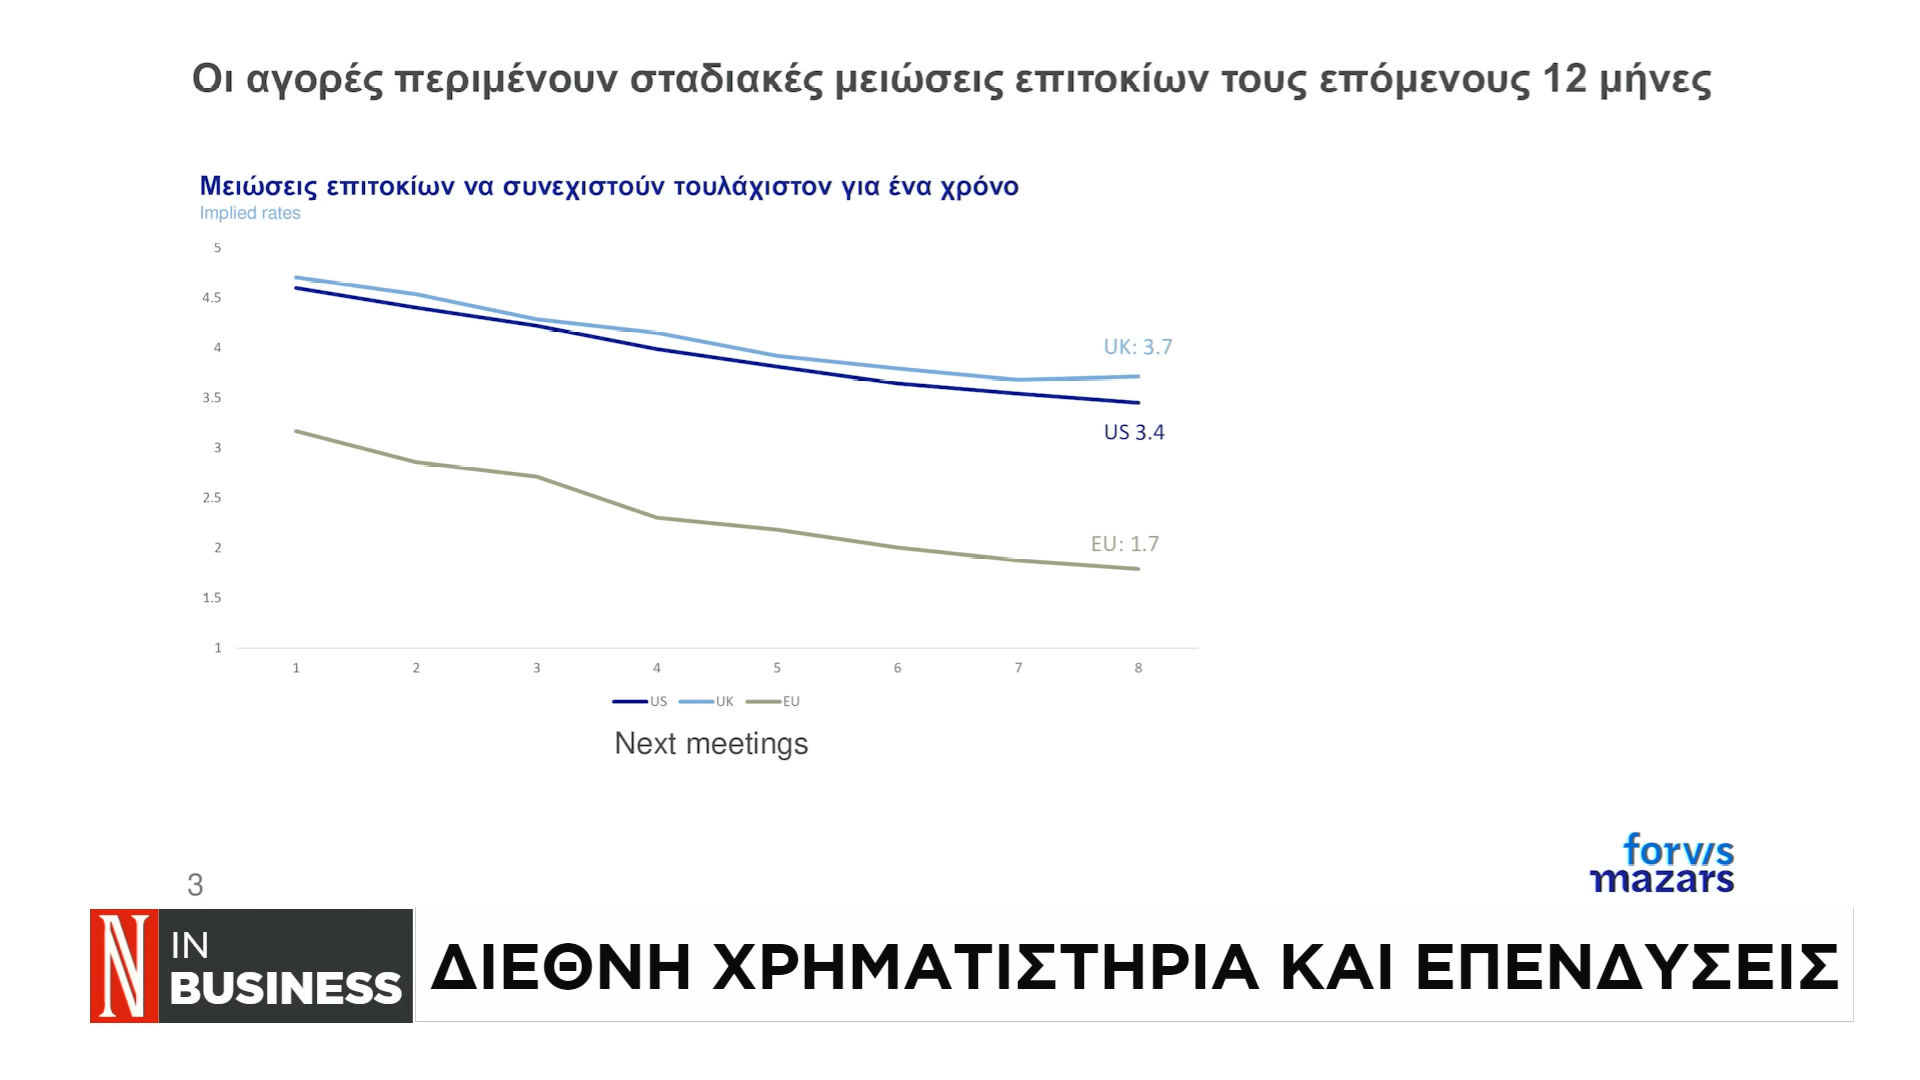 Οι αγορές περιμένουν σταδιακές μειώσεις επιτοκίων τους επόμενους 12 μήνες
Μειώσεις επιτοκίων να συνεχιστούν τουλάχιστον για ένα χρόνο
Implied rates
5
4.5
4
3.5
3
2.5
2
1.5
1
UK: 3.7
US 3.4
EU: 1.7
1 2 3 4 5 6 7 8
US UK EU
Next meetings
forvis
mazars
3
N IN
BUSINESS
ΔΙΕΘΝΗ ΧΡΗΜΑΤΙΣΤΗΡΙΑ ΚΑΙ ΕΠΕΝΔΥΣΕΙΣ